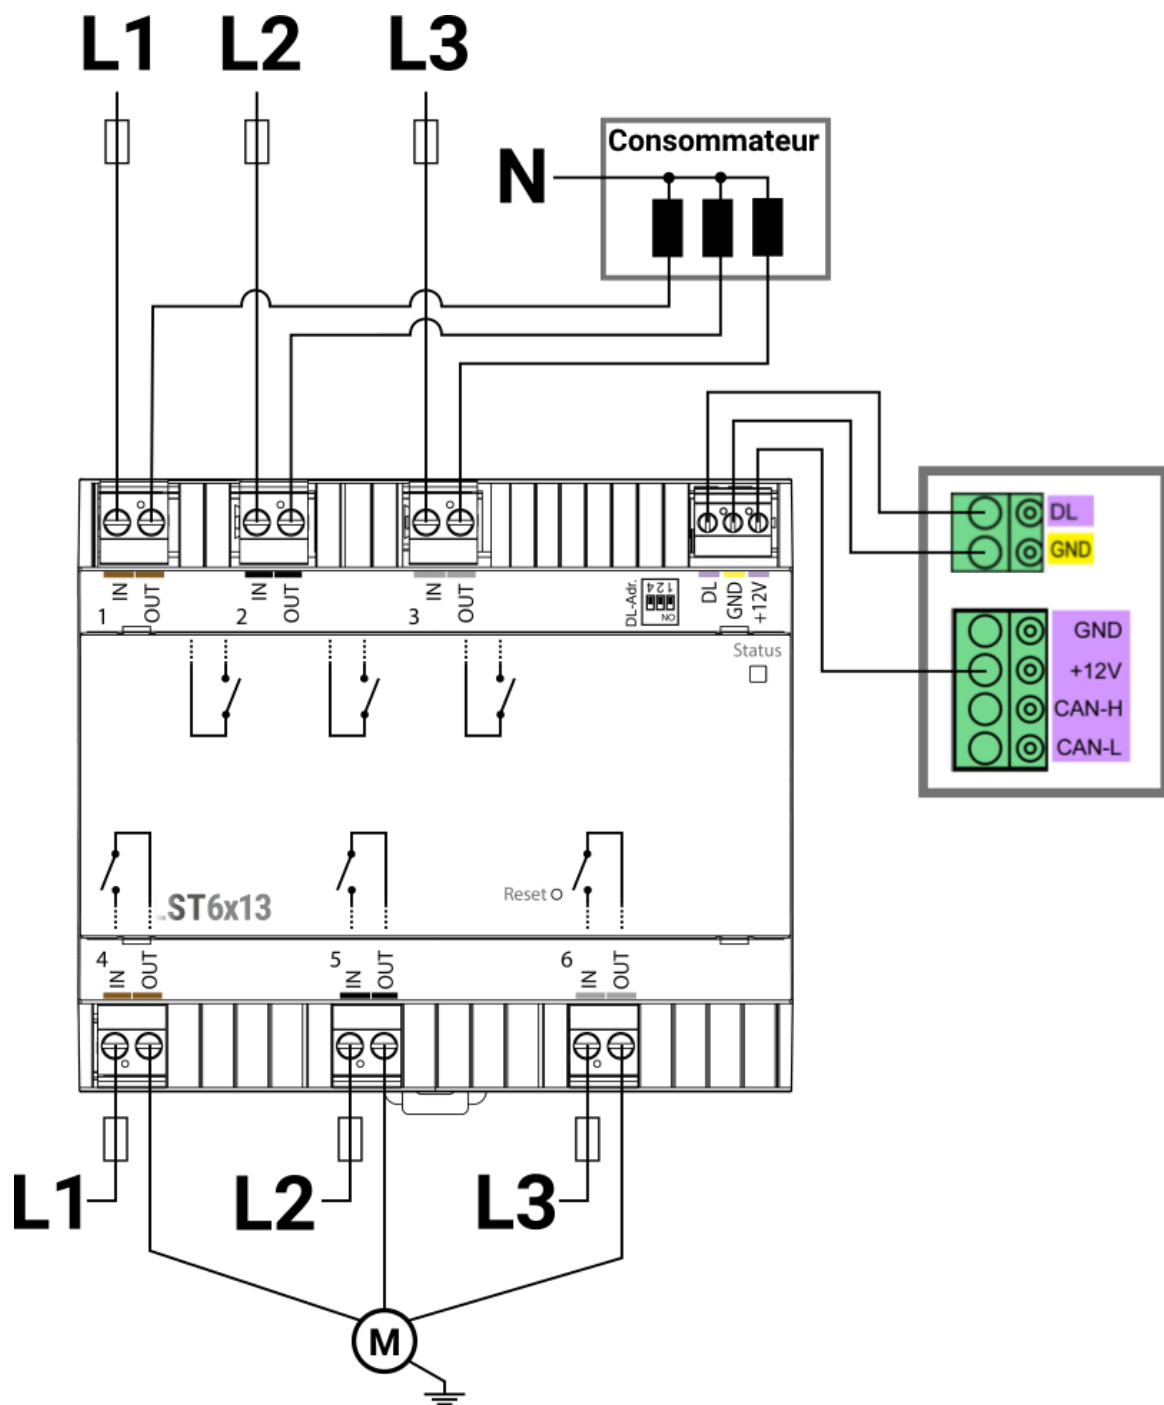 L1 L2 L3
Consommateur
N
DL
GND
GND
+12V
CAN-H
CAN-L
1 IN OUT 2 IN OUT 3 IN OUT DL-Adr. 1 2 4 ON DL GND +12V
Status
Reset
ST6x13
4 IN OUT 5 IN OUT 6 IN OUT
L1 L2 L3
M